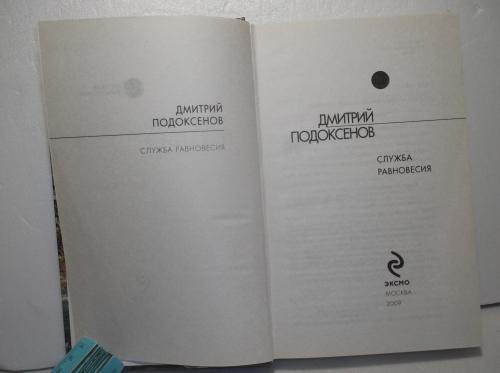 ДМИТРИЙ
ПОДОКСЕНОВ
СЛУЖБА РАВНОВЕСИЯ
ДМИТРИЙ
ПОДОКСЕНОВ
СЛУЖБА
РАВНОВЕСИЯ
ЭКСМО
МОСКВА
2009